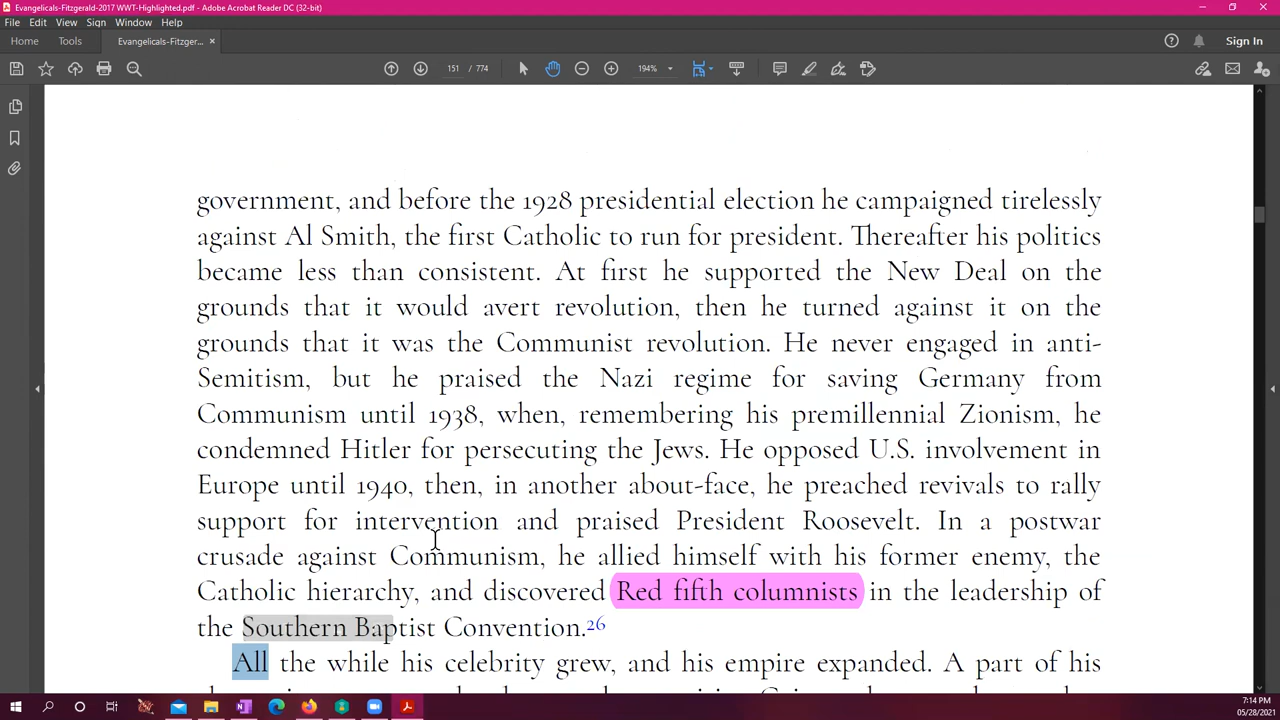 Evangelicals-Fitzgerald-2017 WWT-Highlighted.pdf - Adobe Acrobat Reader DC (32-bit)
File Edit View Sign Window Help
Home Tools Evangelicals-Fitzger... × Sign In
151 / 774 194%
government, and before the 1928 presidential election he campaigned tirelessly
against Al Smith, the first Catholic to run for president. Thereafter his politics
became less than consistent. At first he supported the New Deal on the
grounds that it would avert revolution, then he turned against it on the
grounds that it was the Communist revolution. He never engaged in anti-
Semitism, but he praised the Nazi regime for saving Germany from
Communism until 1938, when, remembering his premillennial Zionism, he
condemned Hitler for persecuting the Jews. He opposed U.S. involvement in
Europe until 1940, then, in another about-face, he preached revivals to rally
support for intervention and praised President Roosevelt. In a postwar
crusade against Communism, he allied himself with his former enemy, the
Catholic hierarchy, and discovered Red fifth columnists in the leadership of
the Southern Baptist Convention.26
All the while his celebrity grew, and his empire expanded. A part of his
7:14 PM
05/28/2021